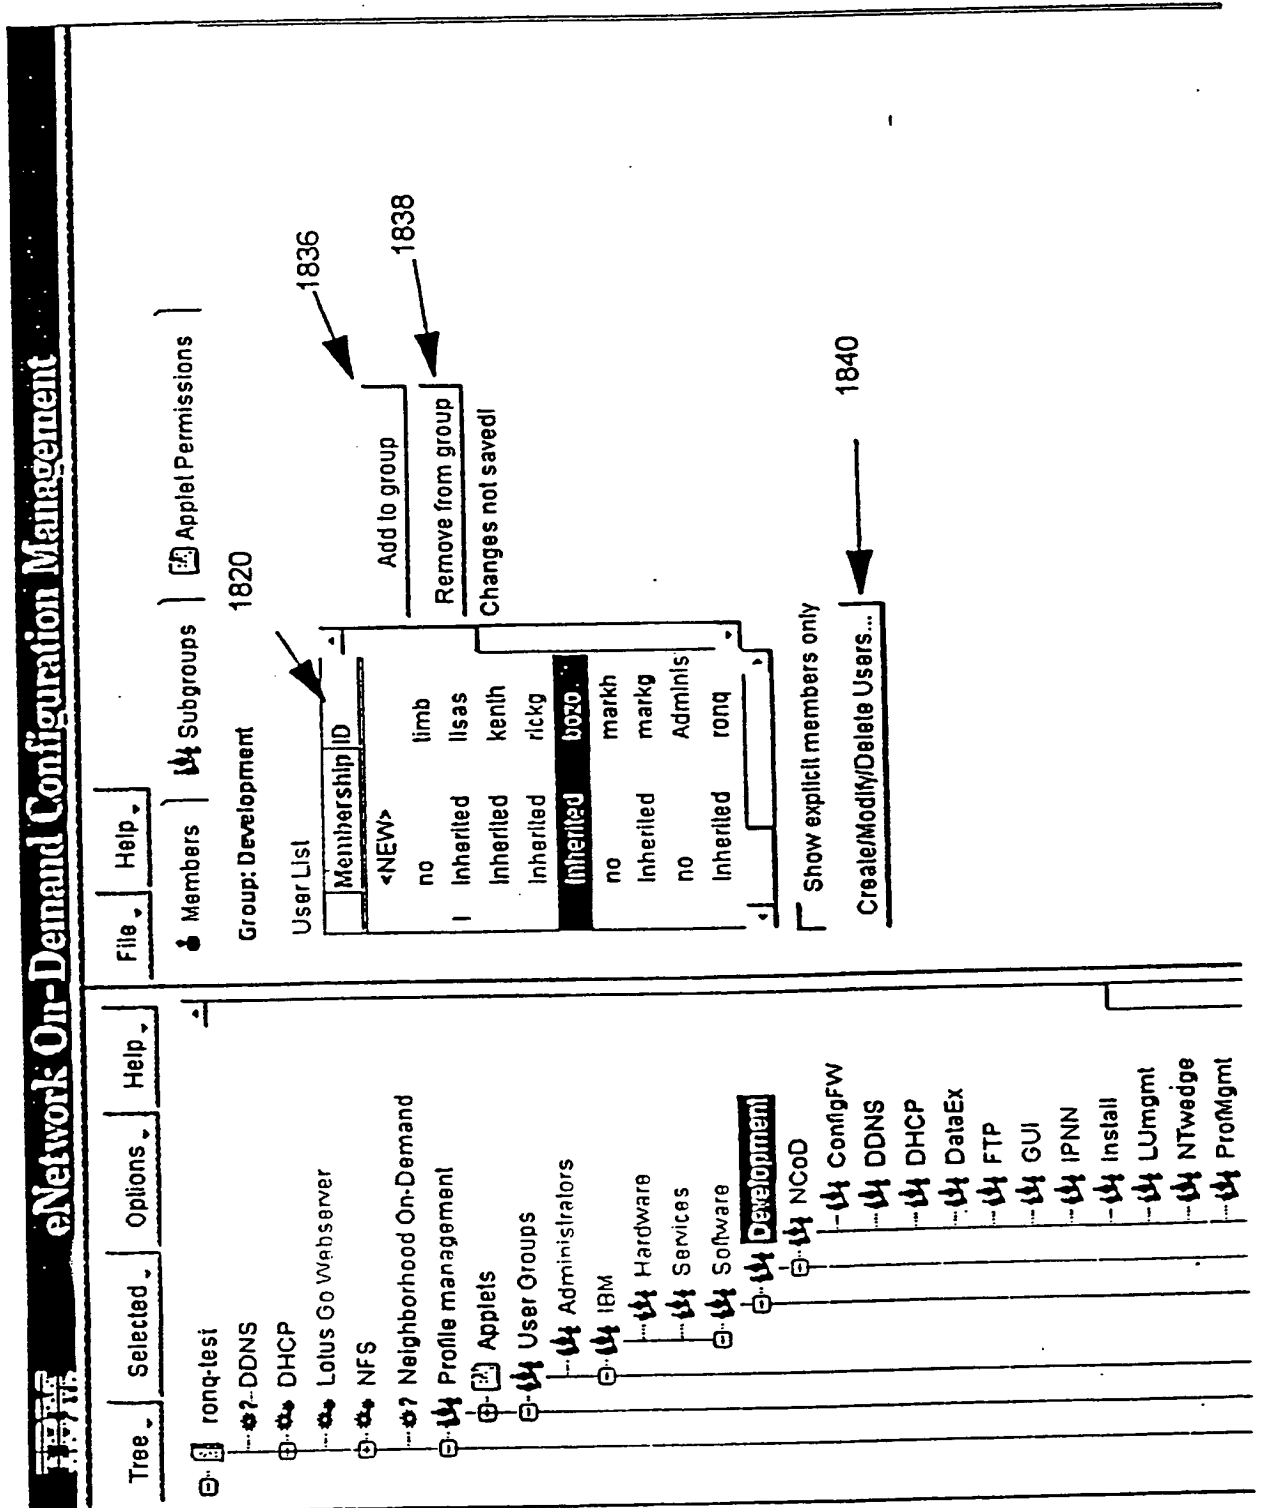 IBM
eNetwork On-Demand Configuration Management
Tree
Selected
Options
Help
ronq-test
DDNS
DHCP
Lotus Go Webserver
NFS
Neighborhood On-Demand
Profile management
Applets
User Groups
Administrators
IBM
Hardware
Services
Software
Development
NCoD
ConfigFW
DDNS
DHCP
DataEx
FTP
GUI
IPNN
Install
LUmgmt
NTwedge
ProfMgmt
File
Help
Members
Subgroups
Applet Permissions
Group: Development
1820
User List
Membership ID
<NEW>
no timb
Inherited lisas
Inherited kenth
Inherited rickg
Inherited bozo
no markh
Inherited markg
no Adminis
Inherited ronq
Add to group
1836
Remove from group
1838
Changes not saved!
Show explicit members only
Create/Modify/Delete Users...
1840